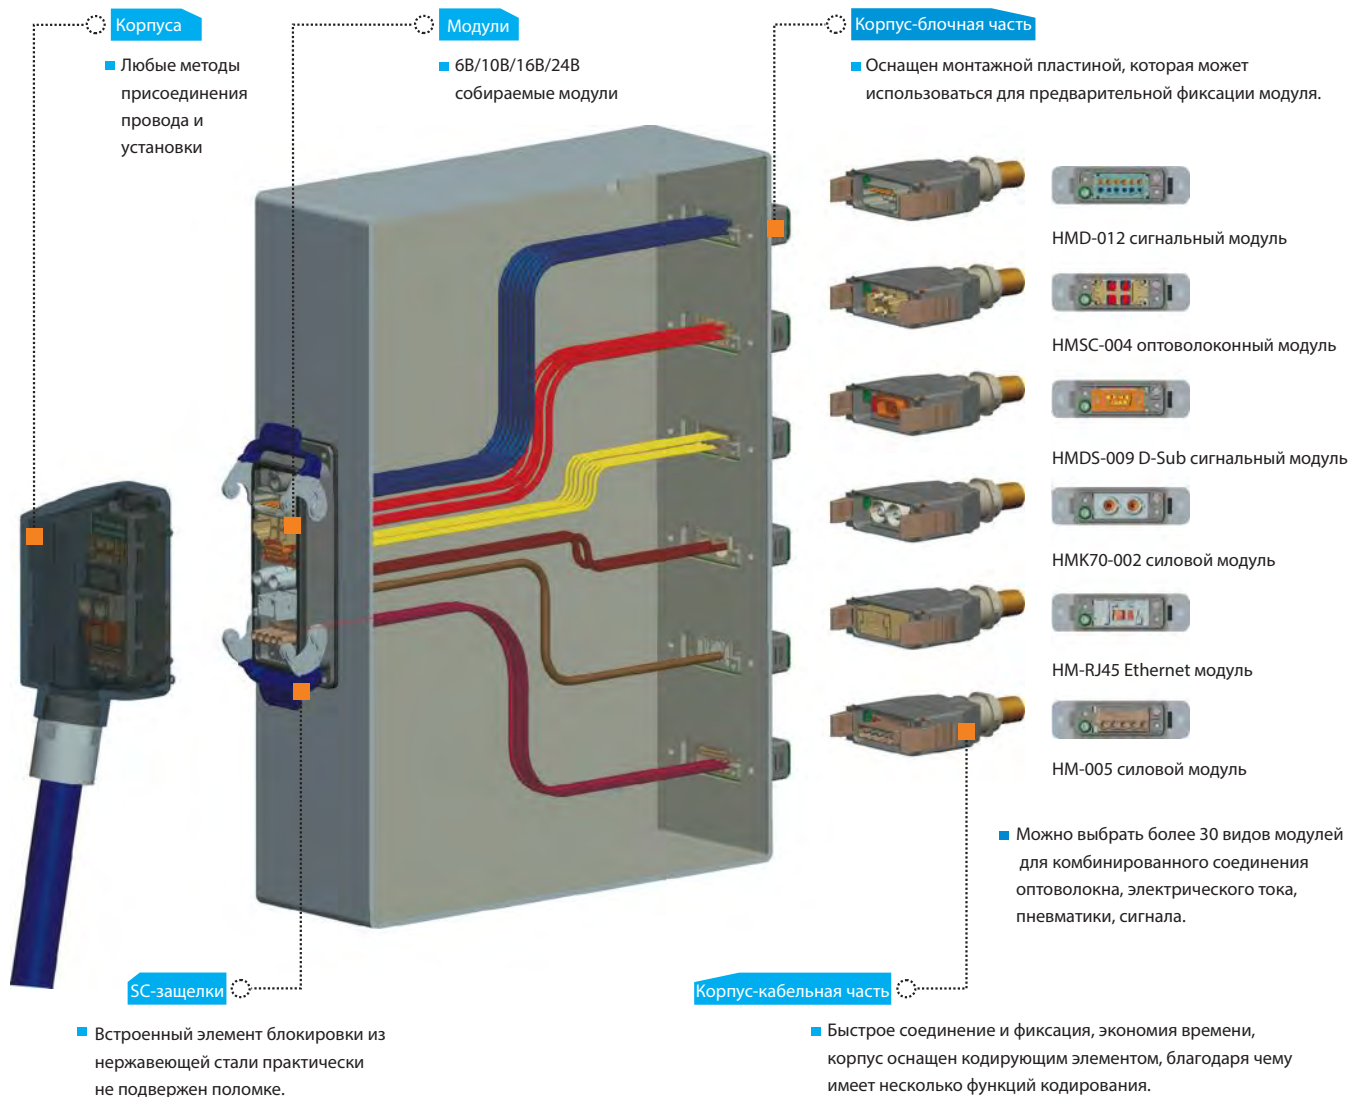 Корпуса
Любые методы
присоединения
провода и
установки
Модули
6B/10B/16B/24B
собираемые модули
Корпус-блочная часть
Оснащен монтажной пластиной, которая может
использоваться для предварительной фиксации модуля.
HMD-012 сигнальный модуль
HMSC-004 оптоволоконный модуль
HMDS-009 D-Sub сигнальный модуль
HMK70-002 силовой модуль
HM-RJ45 Ethernet модуль
HM-005 силовой модуль
Можно выбрать более 30 видов модулей
для комбинированного соединения
оптоволокна, электрического тока,
пневматики, сигнала.
SC-защелки
Встроенный элемент блокировки из
нержавеющей стали практически
не подвержен поломке.
Корпус-кабельная часть
Быстрое соединение и фиксация, экономия времени,
корпус оснащен кодирующим элементом, благодаря чему
имеет несколько функций кодирования.